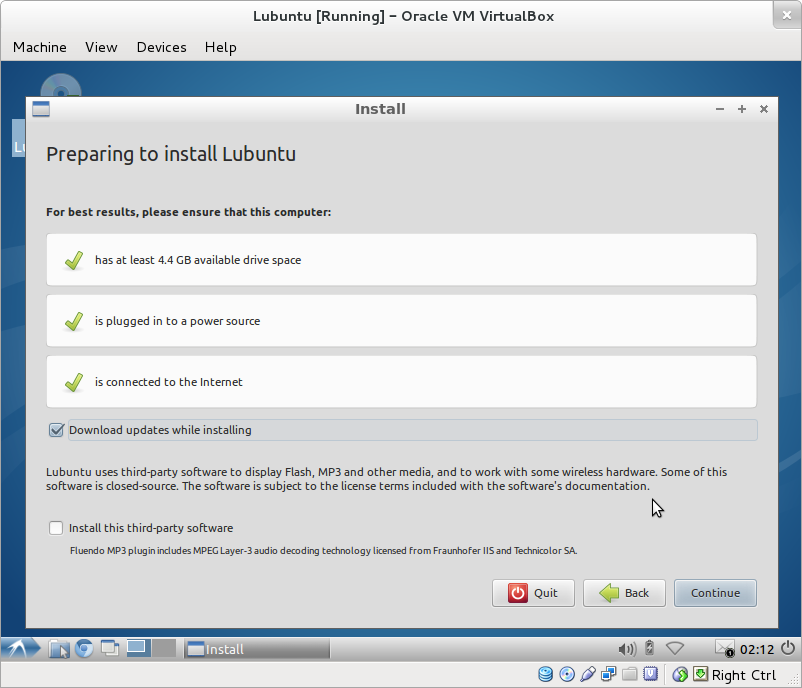 Lubuntu [Running] – Oracle VM VirtualBox
Machine View Devices Help
Install
Preparing to install Lubuntu
For best results, please ensure that this computer:
has at least 4.4 GB available drive space
is plugged in to a power source
is connected to the Internet
Download updates while installing
Lubuntu uses third-party software to display Flash, MP3 and other media, and to work with some wireless hardware. Some of this
software is closed-source. The software is subject to the license terms included with the software's documentation.
Install this third-party software
Fluendo MP3 plugin includes MPEG Layer-3 audio decoding technology licensed from Fraunhofer IIS and Technicolor SA.
Quit Back Continue
Install 02:12
Right Ctrl